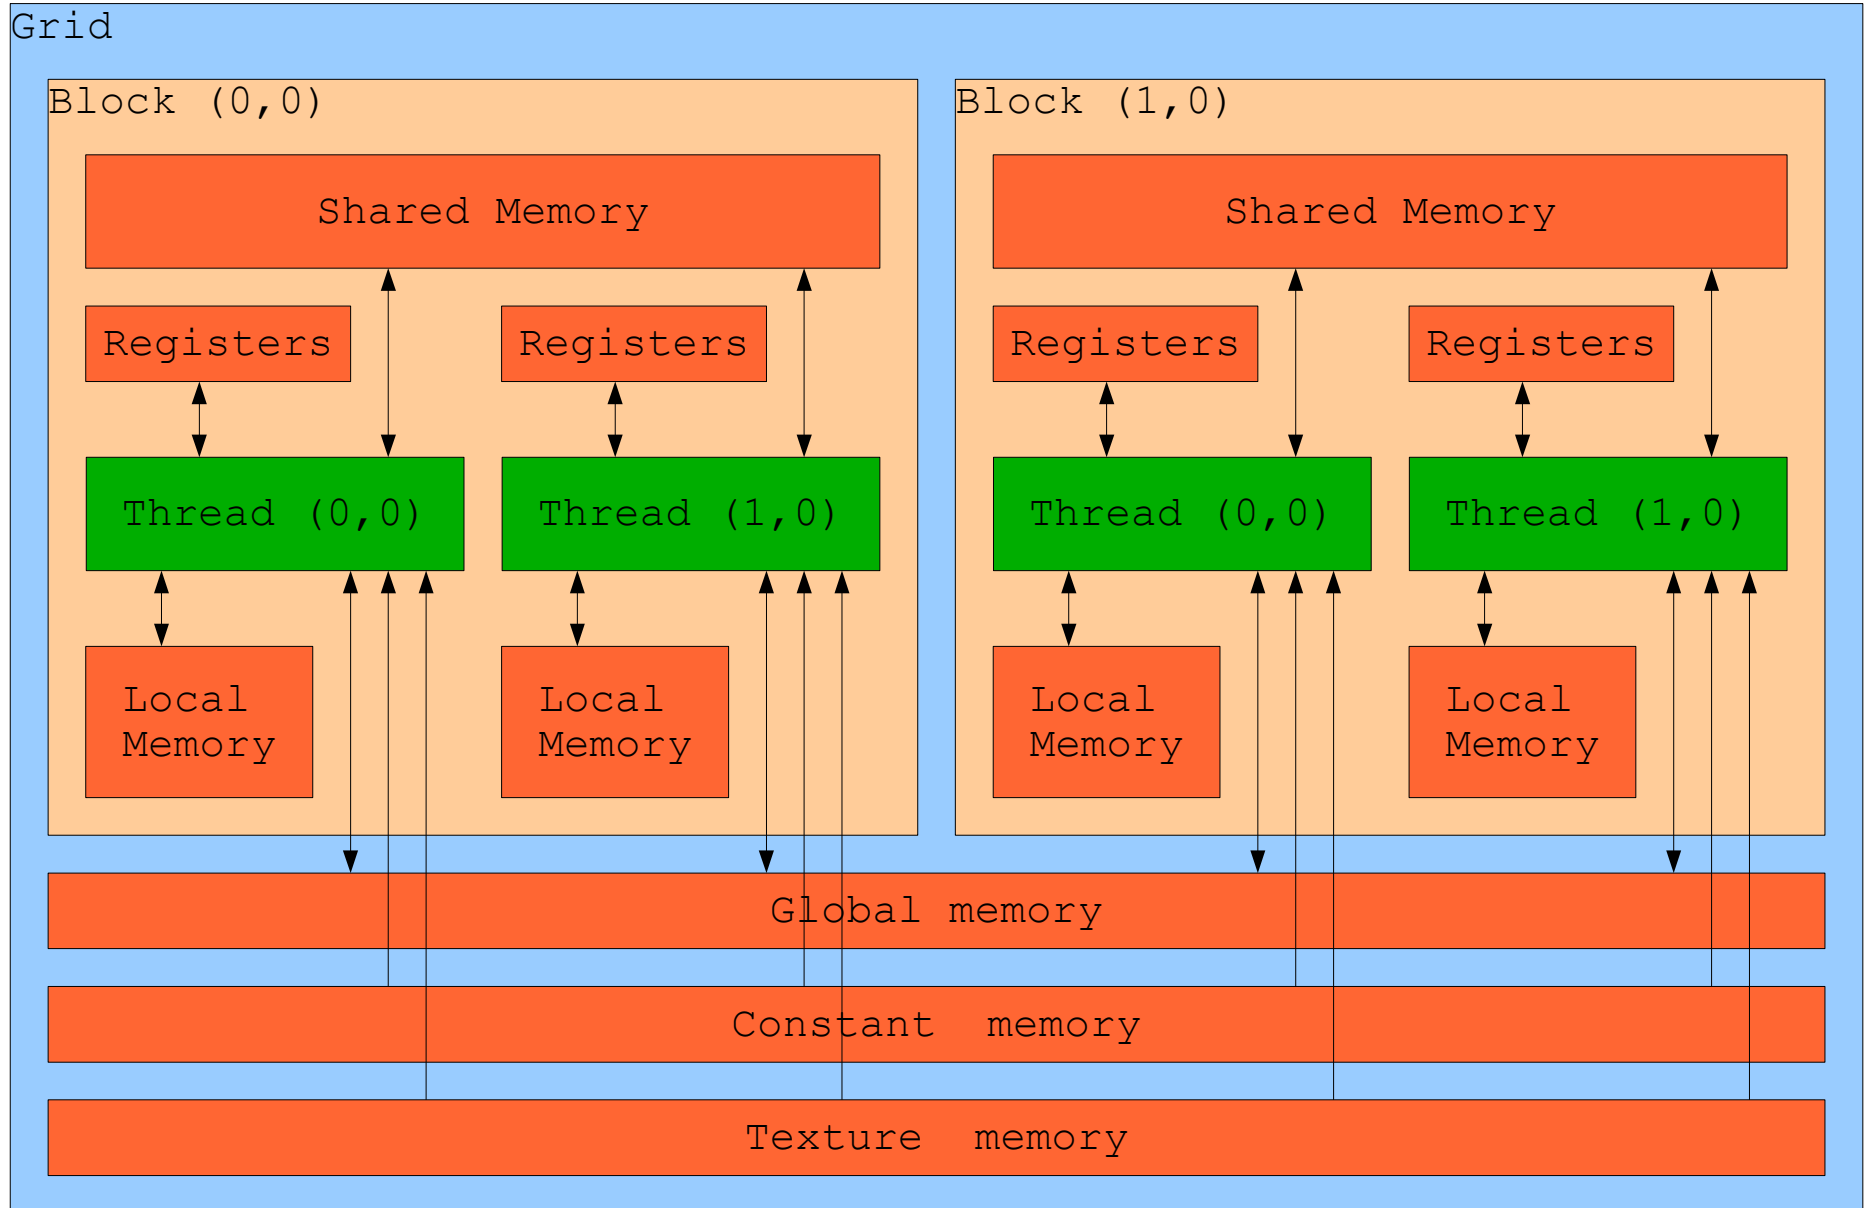 Grid
Block (0,0)
Block (1,0)
Shared Memory
Shared Memory
Registers
Registers
Registers
Registers
Thread (0,0)
Thread (1,0)
Thread (0,0)
Thread (1,0)
Local
Memory
Local
Memory
Local
Memory
Local
Memory
Global memory
Constant memory
Texture memory